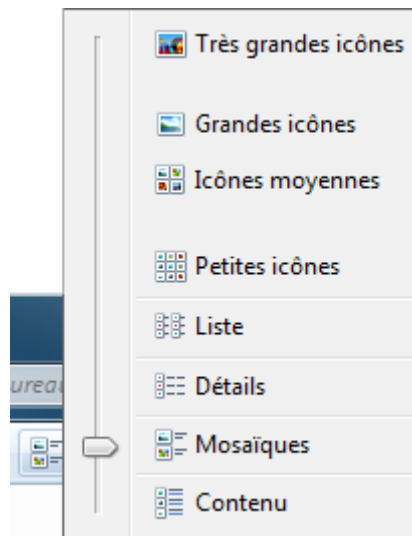 Très grandes icônes
Grandes icônes
Icônes moyennes
Petites icônes
Liste
Détails
Mosaïques
Contenu